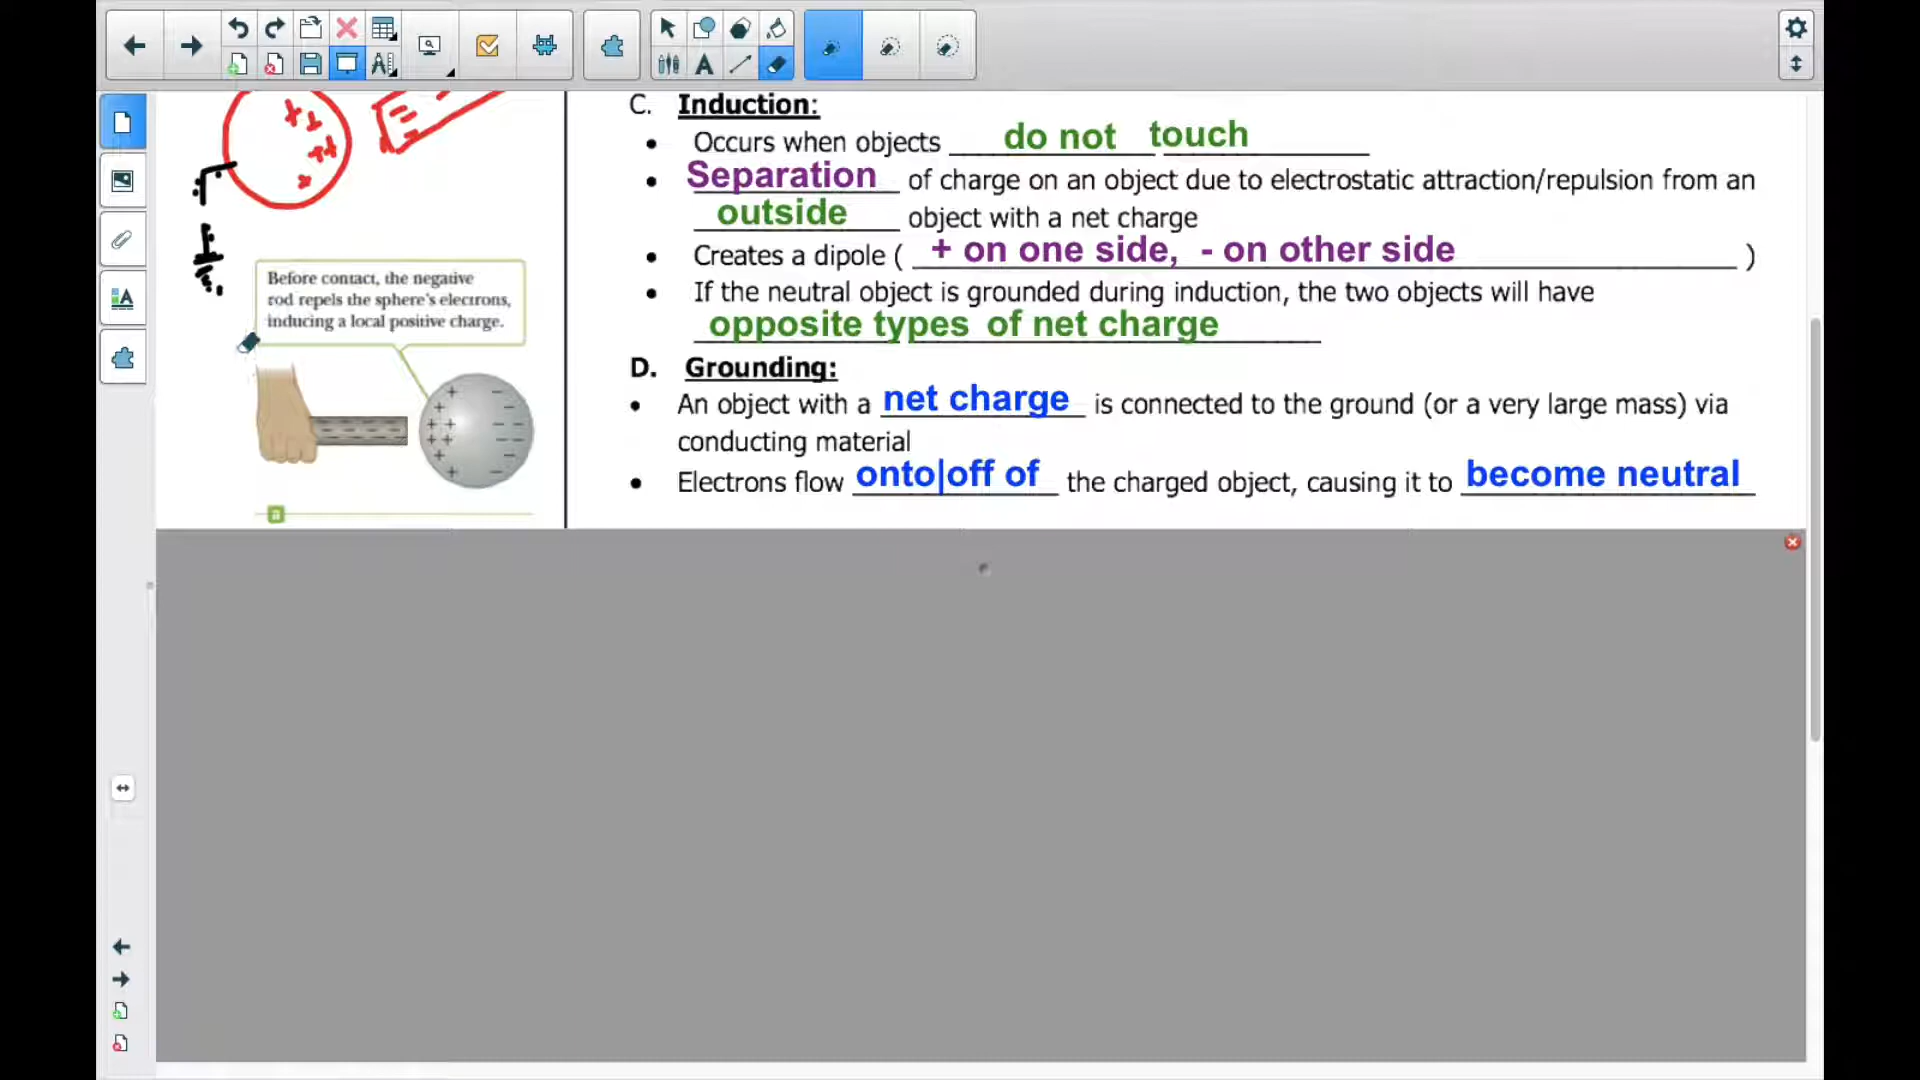 C. Induction:
• Occurs when objects do not touch
• Separation of charge on an object due to electrostatic attraction/repulsion from an
outside object with a net charge
• Creates a dipole ( + on one side, - on other side )
• If the neutral object is grounded during induction, the two objects will have
opposite types of net charge
D. Grounding:
• An object with a net charge is connected to the ground (or a very large mass) via
conducting material
• Electrons flow onto|off of the charged object, causing it to become neutral
Before contact, the negative
rod repels the sphere's electrons,
inducing a local positive charge.
a